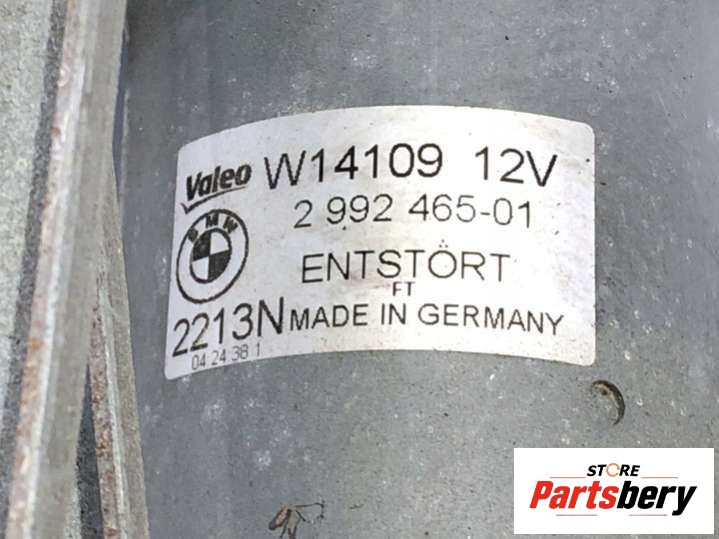 Valeo W14109 12V
2 992 465-01
BMW
ENTSTÖRT
FT
2213N MADE IN GERMANY
04 24 38 1
STORE
Partsbery